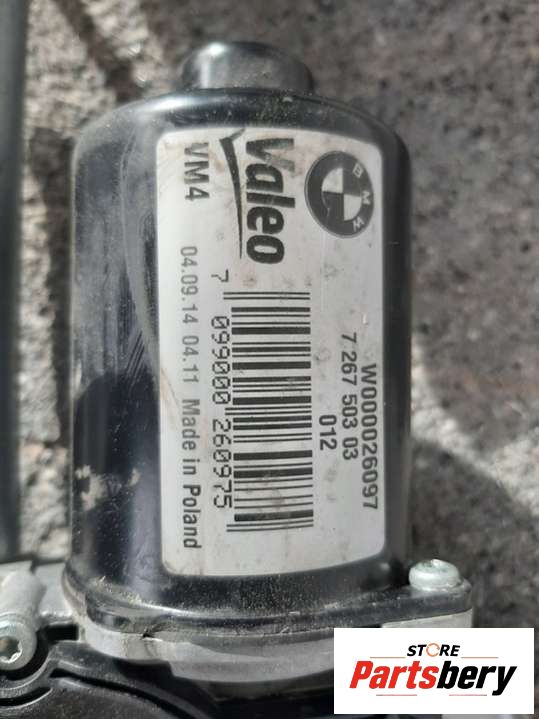 BMW
Valeo
VM4
W000026097
7 267 503 03
012
7 099000 260975
04.09.14 04.11 Made in Poland
STORE
Partsbery